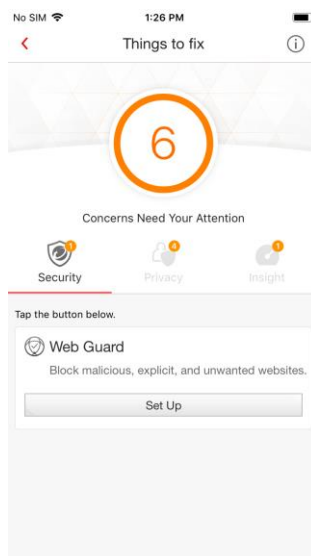 No SIM 1:26 PM
Things to fix
6
Concerns Need Your Attention
1 4 1
Security Privacy Insight
Tap the button below.
Web Guard
Block malicious, explicit, and unwanted websites.
Set Up